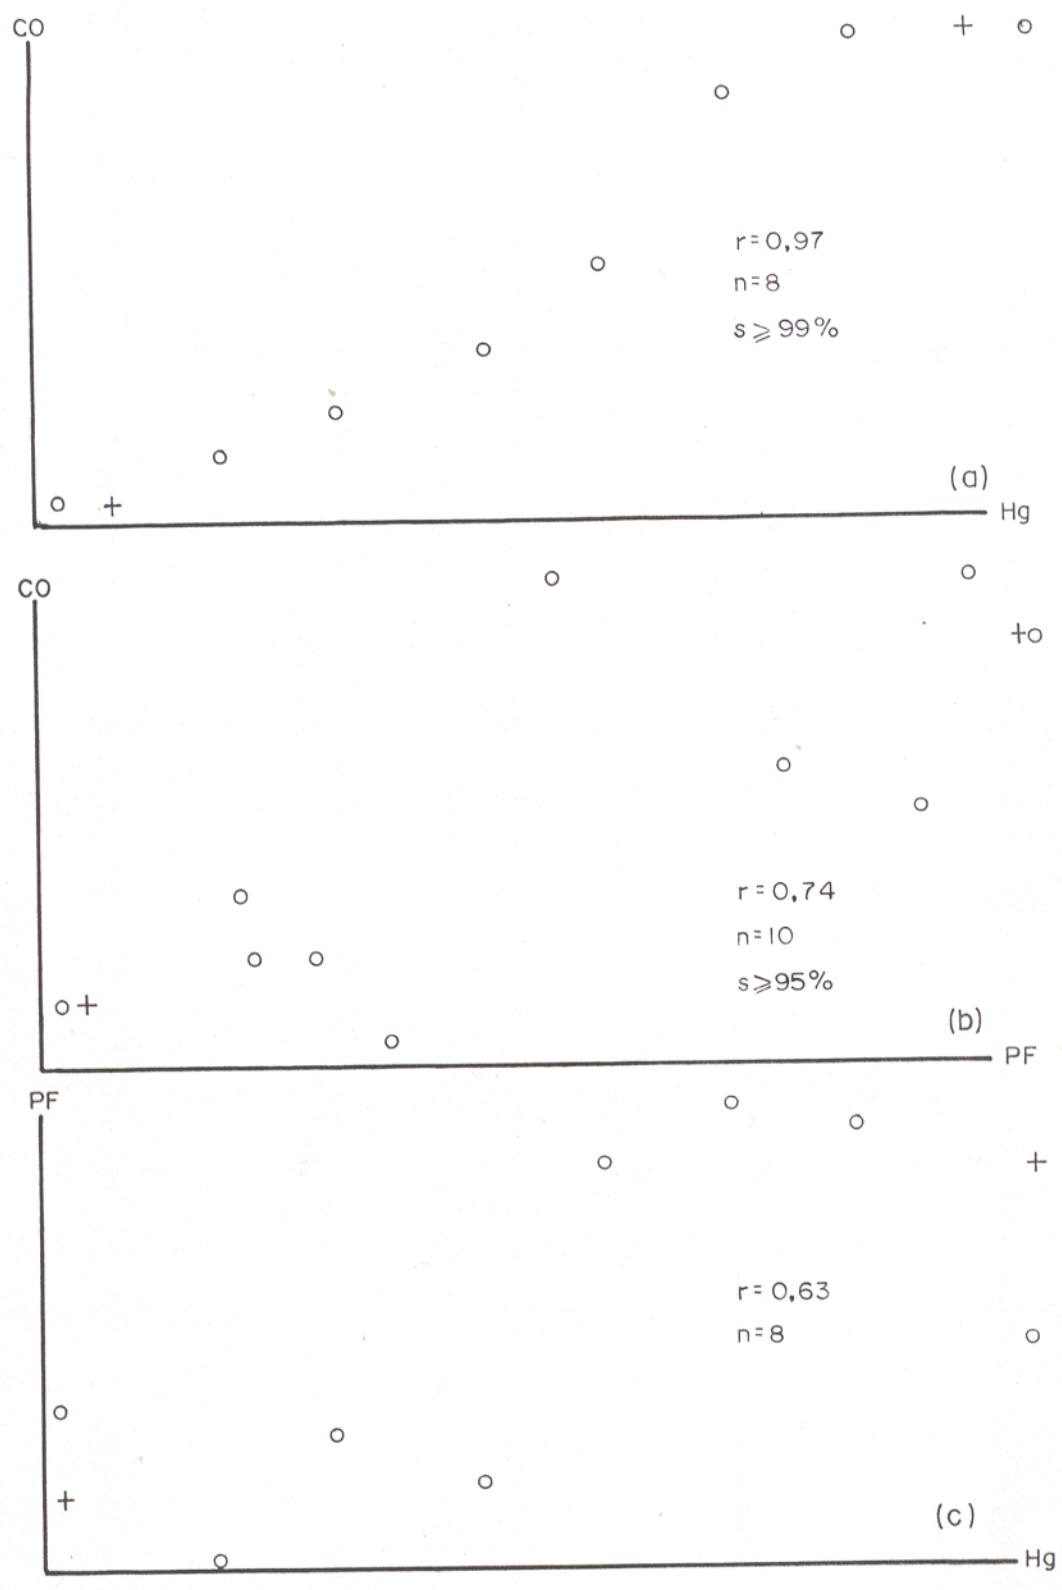 CO
r=0,97
n=8
s⩾99%
(a)
Hg
CO
r=0,74
n=10
s⩾95%
(b)
PF
PF
r=0,63
n=8
(c)
Hg